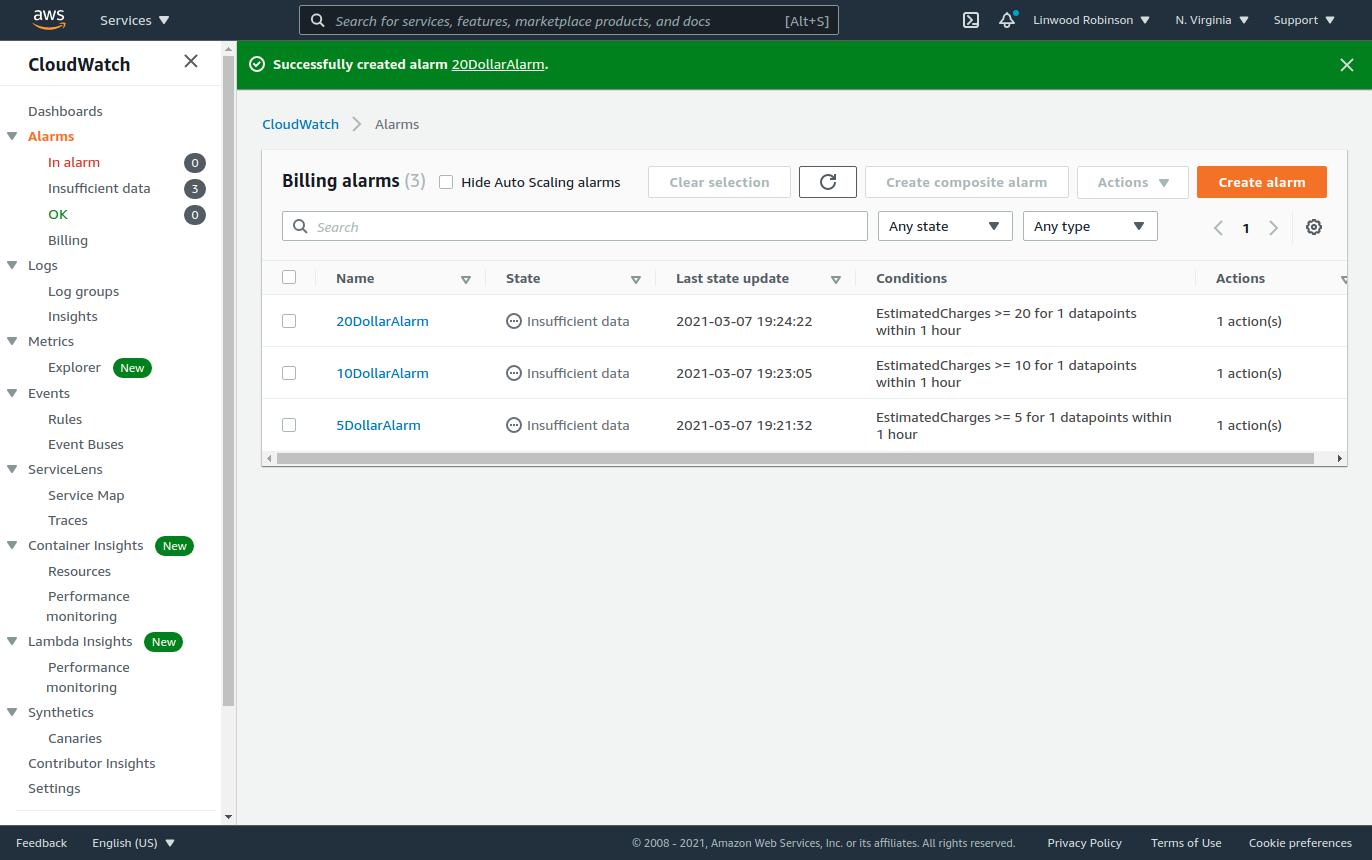 aws
Services
Search for services, features, marketplace products, and docs [Alt+S]
Linwood Robinson
N. Virginia
Support
CloudWatch
Dashboards
Alarms
In alarm 0
Insufficient data 3
OK 0
Billing
Logs
Log groups
Insights
Metrics
Explorer New
Events
Rules
Event Buses
ServiceLens
Service Map
Traces
Container Insights New
Resources
Performance
monitoring
Lambda Insights New
Performance
monitoring
Synthetics
Canaries
Contributor Insights
Settings
Successfully created alarm 20DollarAlarm.
CloudWatch > Alarms
Billing alarms (3)
Hide Auto Scaling alarms
Clear selection
Create composite alarm
Actions
Create alarm
Search
Any state
Any type
1
Name State Last state update Conditions Actions
20DollarAlarm Insufficient data 2021-03-07 19:24:22 EstimatedCharges >= 20 for 1 datapoints
within 1 hour
1 action(s)
10DollarAlarm Insufficient data 2021-03-07 19:23:05 EstimatedCharges >= 10 for 1 datapoints
within 1 hour
1 action(s)
5DollarAlarm Insufficient data 2021-03-07 19:21:32 EstimatedCharges >= 5 for 1 datapoints within
1 hour
1 action(s)
Feedback
English (US)
© 2008 - 2021, Amazon Web Services, Inc. or its affiliates. All rights reserved.
Privacy Policy
Terms of Use
Cookie preferences